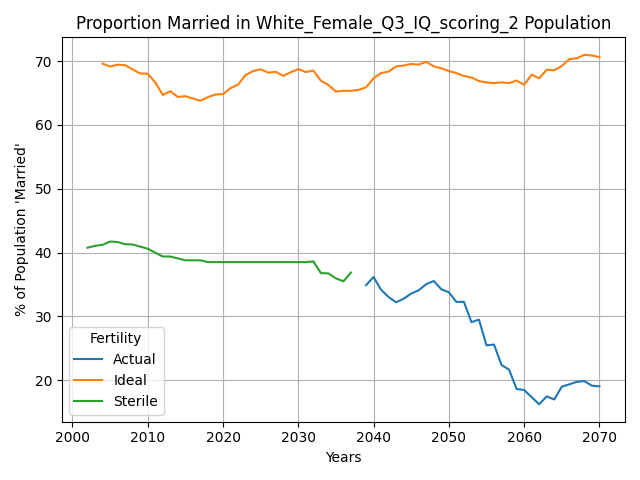 Proportion Married in White_Female_Q3_IQ_scoring_2 Population
% of Population 'Married'
70
60
50
40
30
20
Fertility
Actual
Ideal
Sterile
2000 2010 2020 2030 2040 2050 2060 2070
Years